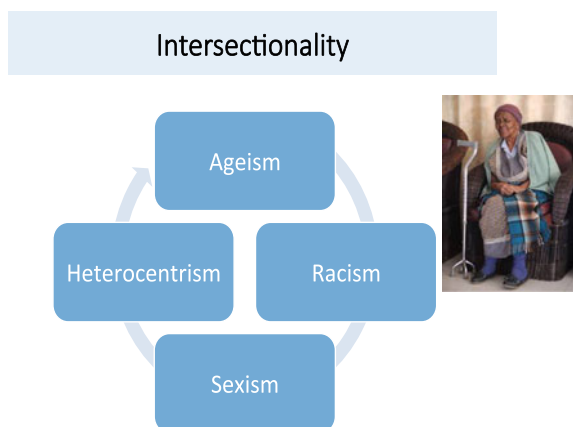 Intersectionality
Ageism
Heterocentrism
Racism
Sexism